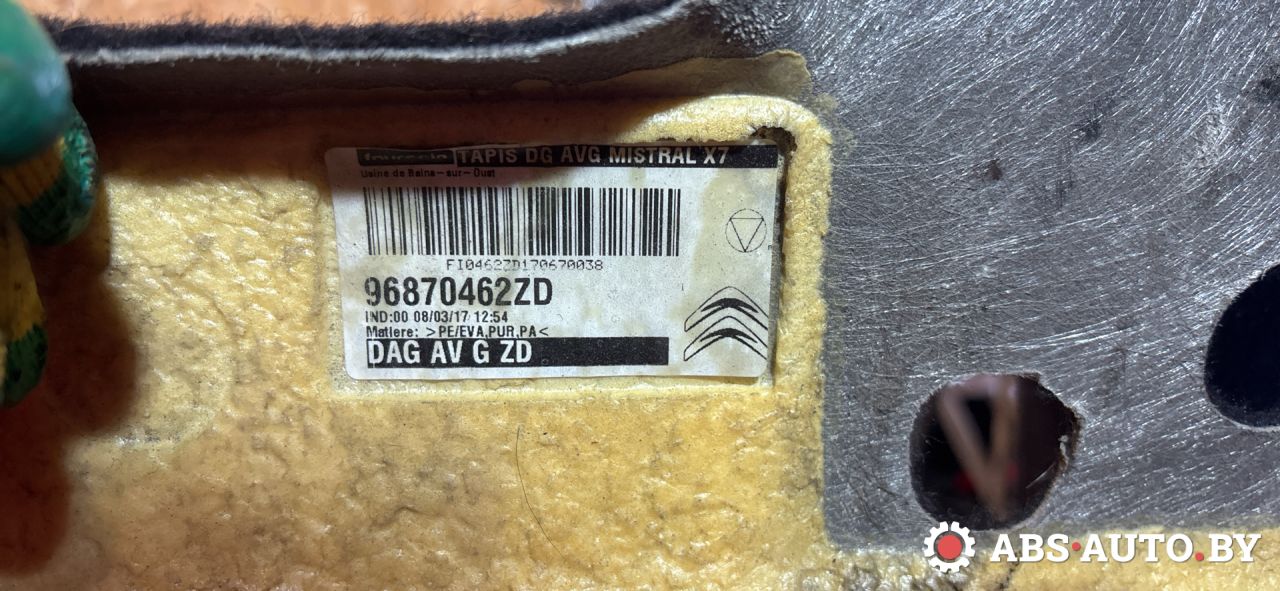 faurecia TAPIS DG AVG MISTRAL X7
Usine de Bains-sur-Oust
FI0462ZD170670038
96870462ZD
IND:00 08/03/17 12:54
Matiere: >PE/EVA,PUR,PA<
DAG AV G ZD
ABS·AUTO.BY